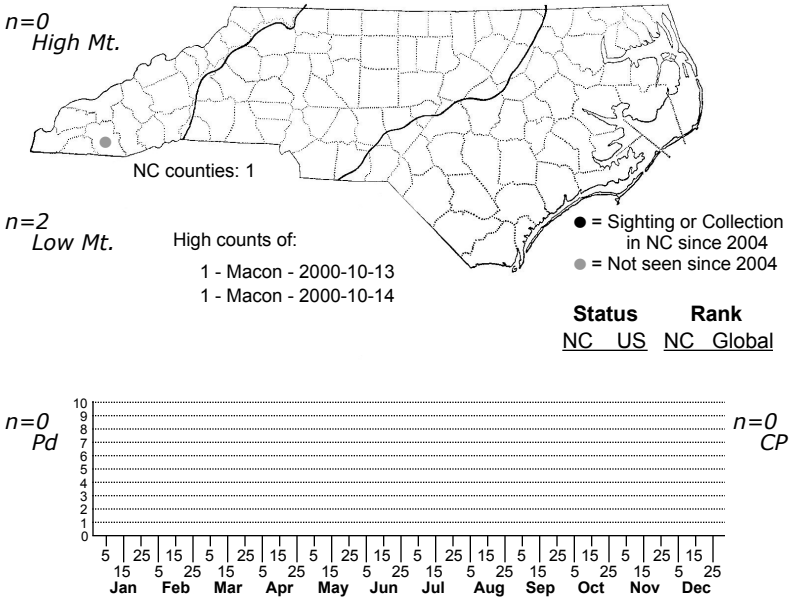 n=0
High Mt.
NC counties: 1
n=2
Low Mt.
High counts of:
1 - Macon - 2000-10-13
1 - Macon - 2000-10-14
● = Sighting or Collection
in NC since 2004
● = Not seen since 2004
Status Rank
NC US NC Global
n=0
Pd
n=0
CP
10
9
8
7
6
5
4
3
2
1
0
5 25 15 5 25 15 5 25 15 5 25 15 5 25 15 5 25 15
15 5 25 15 5 25 15 5 25 15 5 25 15 5 25 15 5 25
Jan Feb Mar Apr May Jun Jul Aug Sep Oct Nov Dec